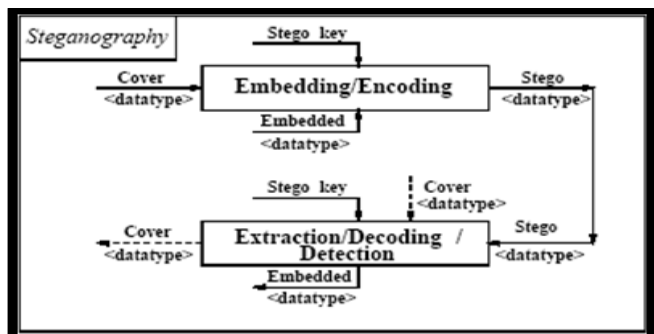 Steganography
Stego key
Cover
<datatype>
Embedding/Encoding
Stego
<datatype>
Embedded
<datatype>
Stego key
Cover
<datatype>
Cover
<datatype>
Extraction/Decoding /
Detection
Stego
<datatype>
Embedded
<datatype>